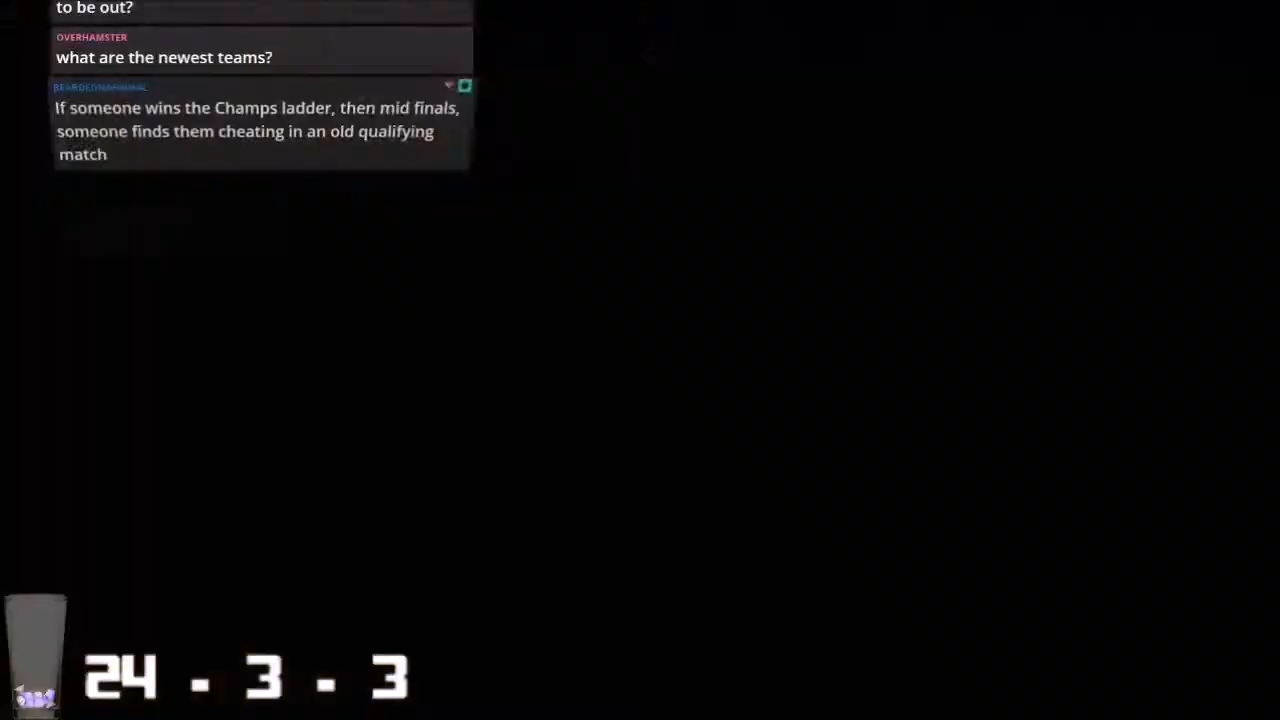 to be out?
OVERHAMSTER
what are the newest teams?
If someone wins the Champs ladder, then mid finals,
someone finds them cheating in an old qualifying
match
24 - 3 - 3